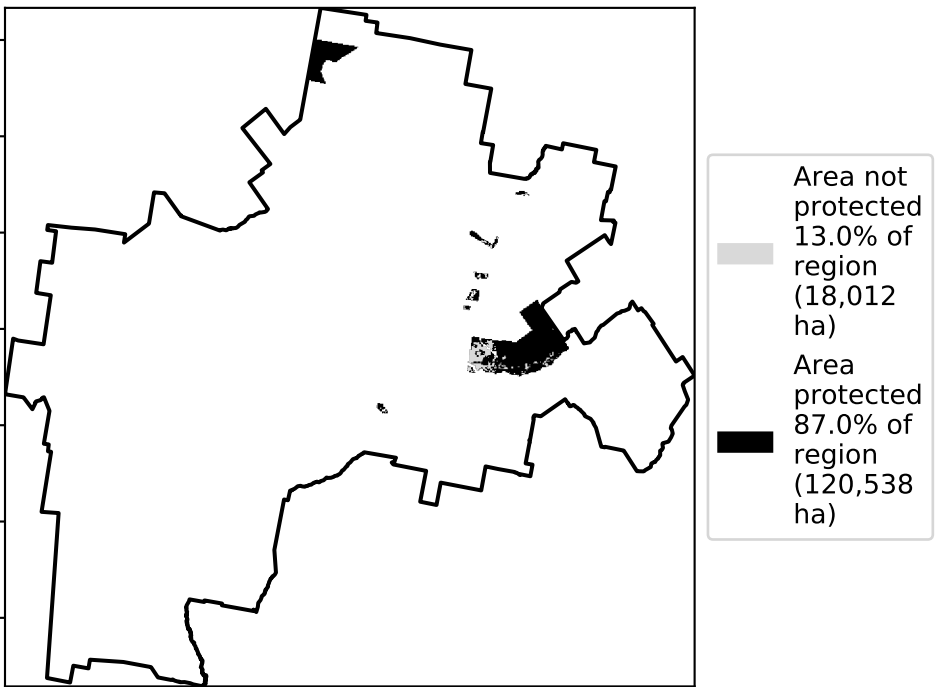 Area not
protected
13.0% of
region
(18,012
ha)
Area
protected
87.0% of
region
(120,538
ha)